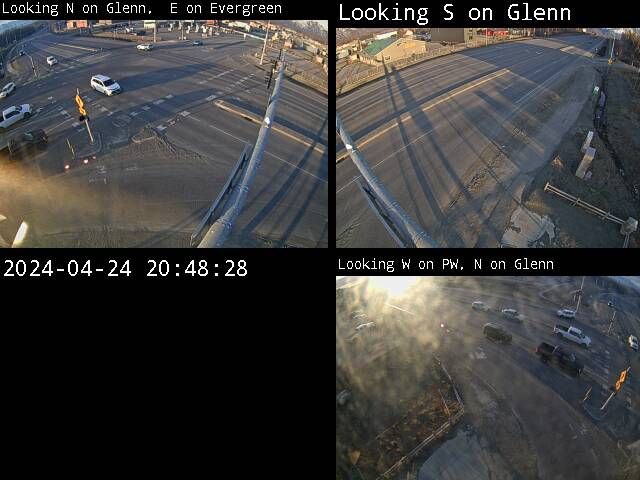 Looking N on Glenn, E on Evergreen
Looking S on Glenn
2024-04-24 20:48:28
Looking W on PW, N on Glenn